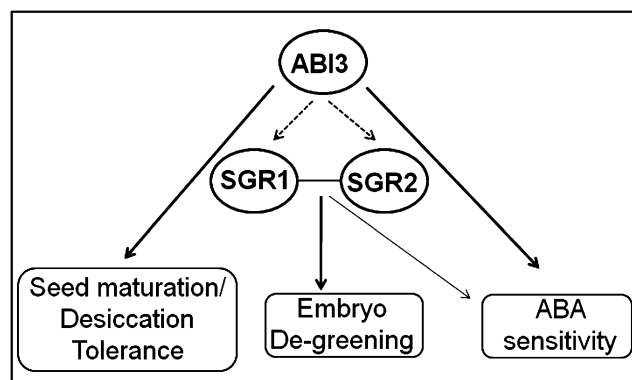 ABI3
SGR1
SGR2
Seed maturation/
Desiccation
Tolerance
Embryo
De-greening
ABA
sensitivity